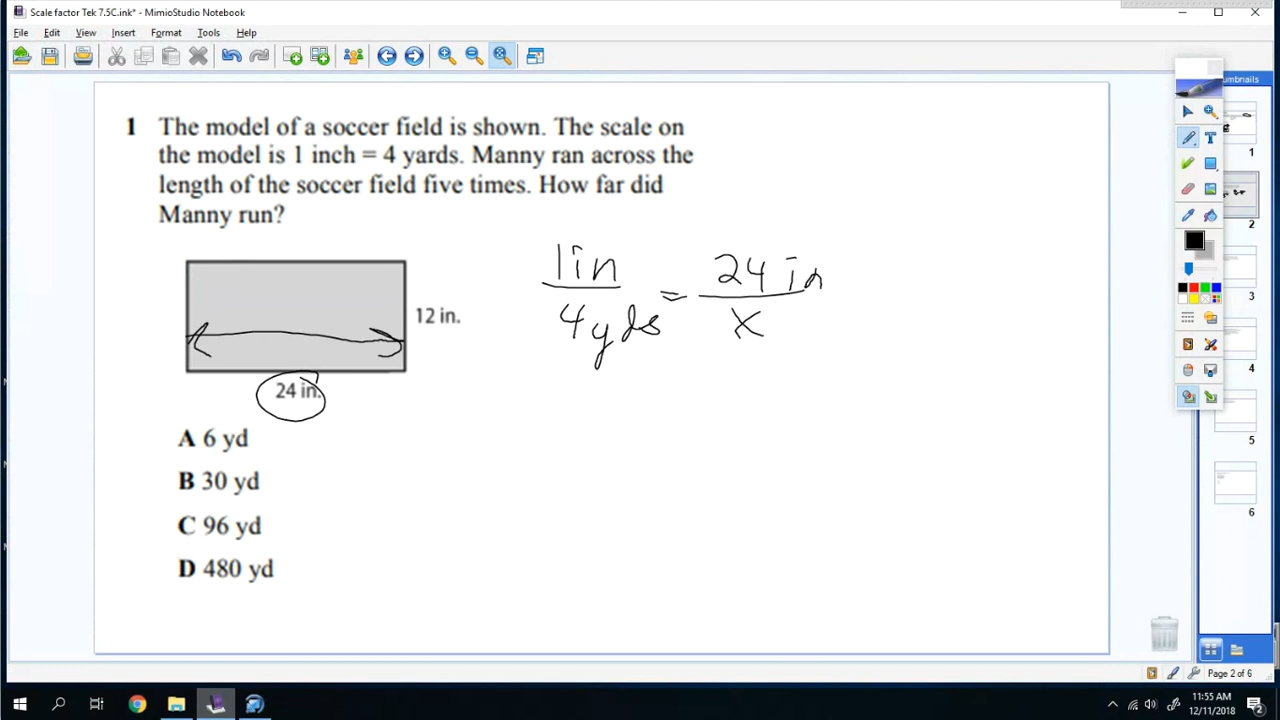 Scale factor Tek 7.5C.ink* - MimioStudio Notebook
File Edit View Insert Format Tools Help
1 The model of a soccer field is shown. The scale on
the model is 1 inch = 4 yards. Manny ran across the
length of the soccer field five times. How far did
Manny run?
12 in.
24 in.
1in / 4yds = 24 in / x
A 6 yd
B 30 yd
C 96 yd
D 480 yd
umbnails
1
2
3
4
5
6
Page 2 of 6
11:55 AM
12/11/2018
2